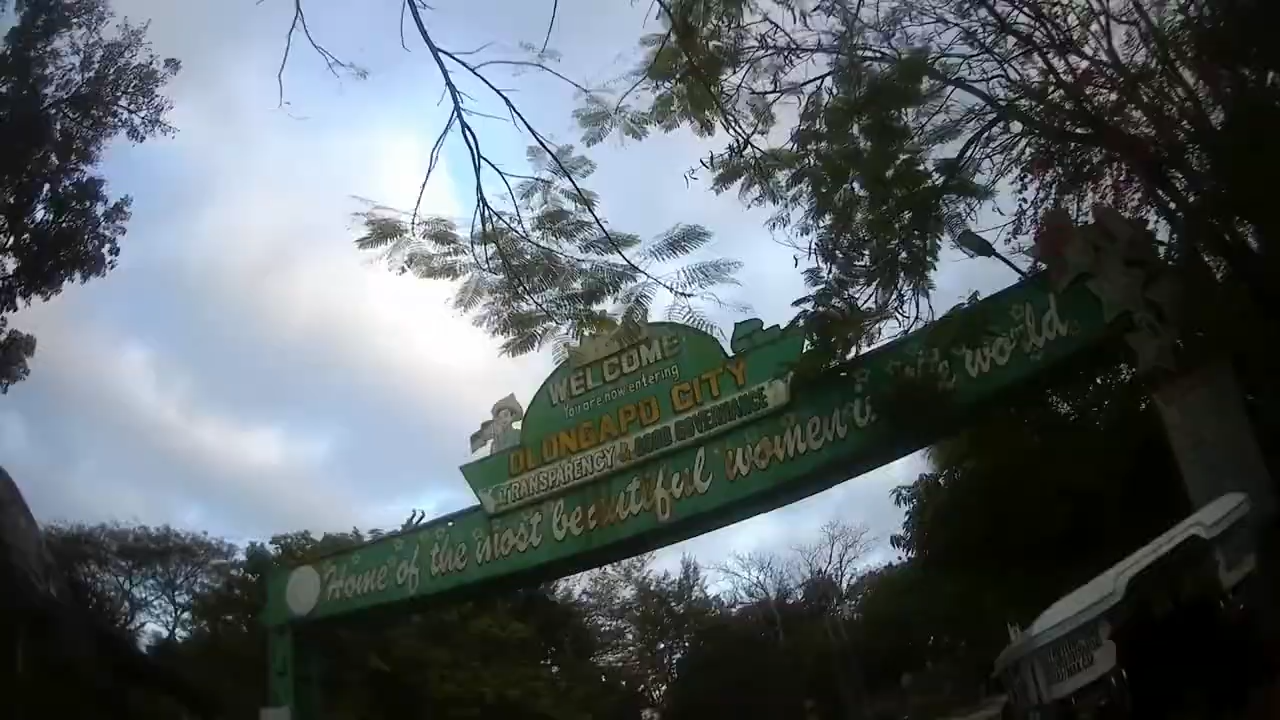 WELCOME
You are now entering
OLONGAPO CITY
TRANSPARENCY & GOOD GOVERNANCE
Home of the most beautiful women in the world